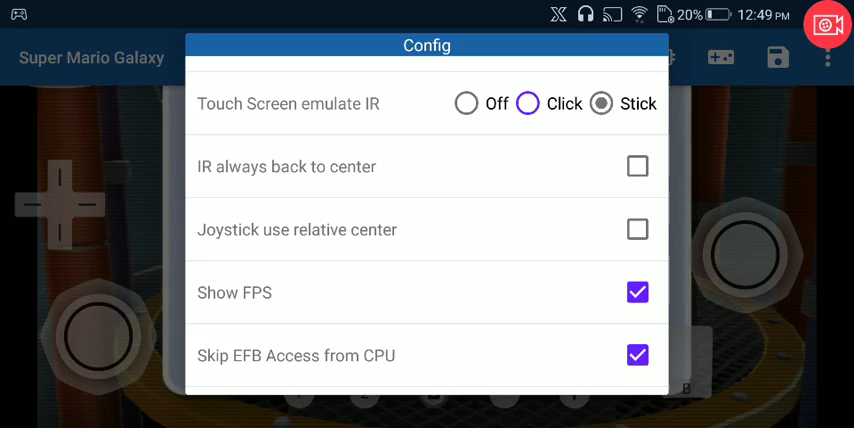 20% 12:49 PM
Super Mario Galaxy
Config
Touch Screen emulate IR Off Click Stick
IR always back to center
Joystick use relative center
Show FPS
Skip EFB Access from CPU
B